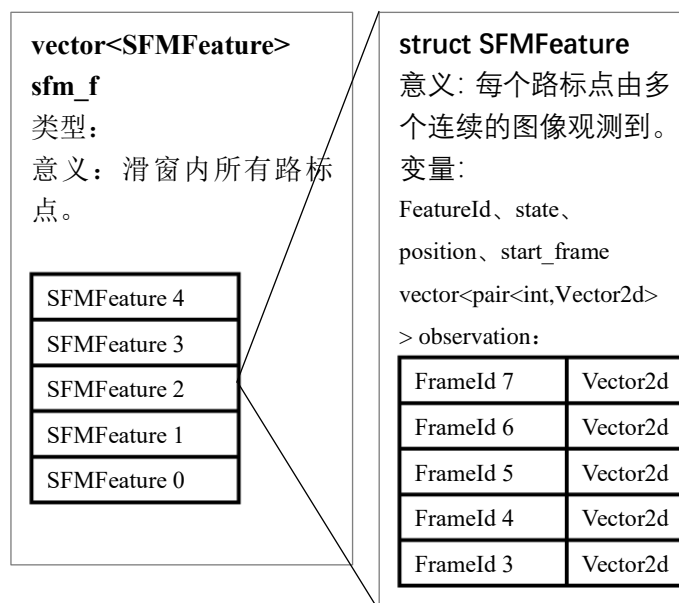 vector<SFMFeature>
sfm_f
类型：
意义：滑窗内所有路标
点。
SFMFeature 4
SFMFeature 3
SFMFeature 2
SFMFeature 1
SFMFeature 0
struct SFMFeature
意义：每个路标点由多
个连续的图像观测到。
变量：
FeatureId、state、
position、start_frame
vector<pair<int,Vector2d>
> observation：
FrameId 7 Vector2d
FrameId 6 Vector2d
FrameId 5 Vector2d
FrameId 4 Vector2d
FrameId 3 Vector2d